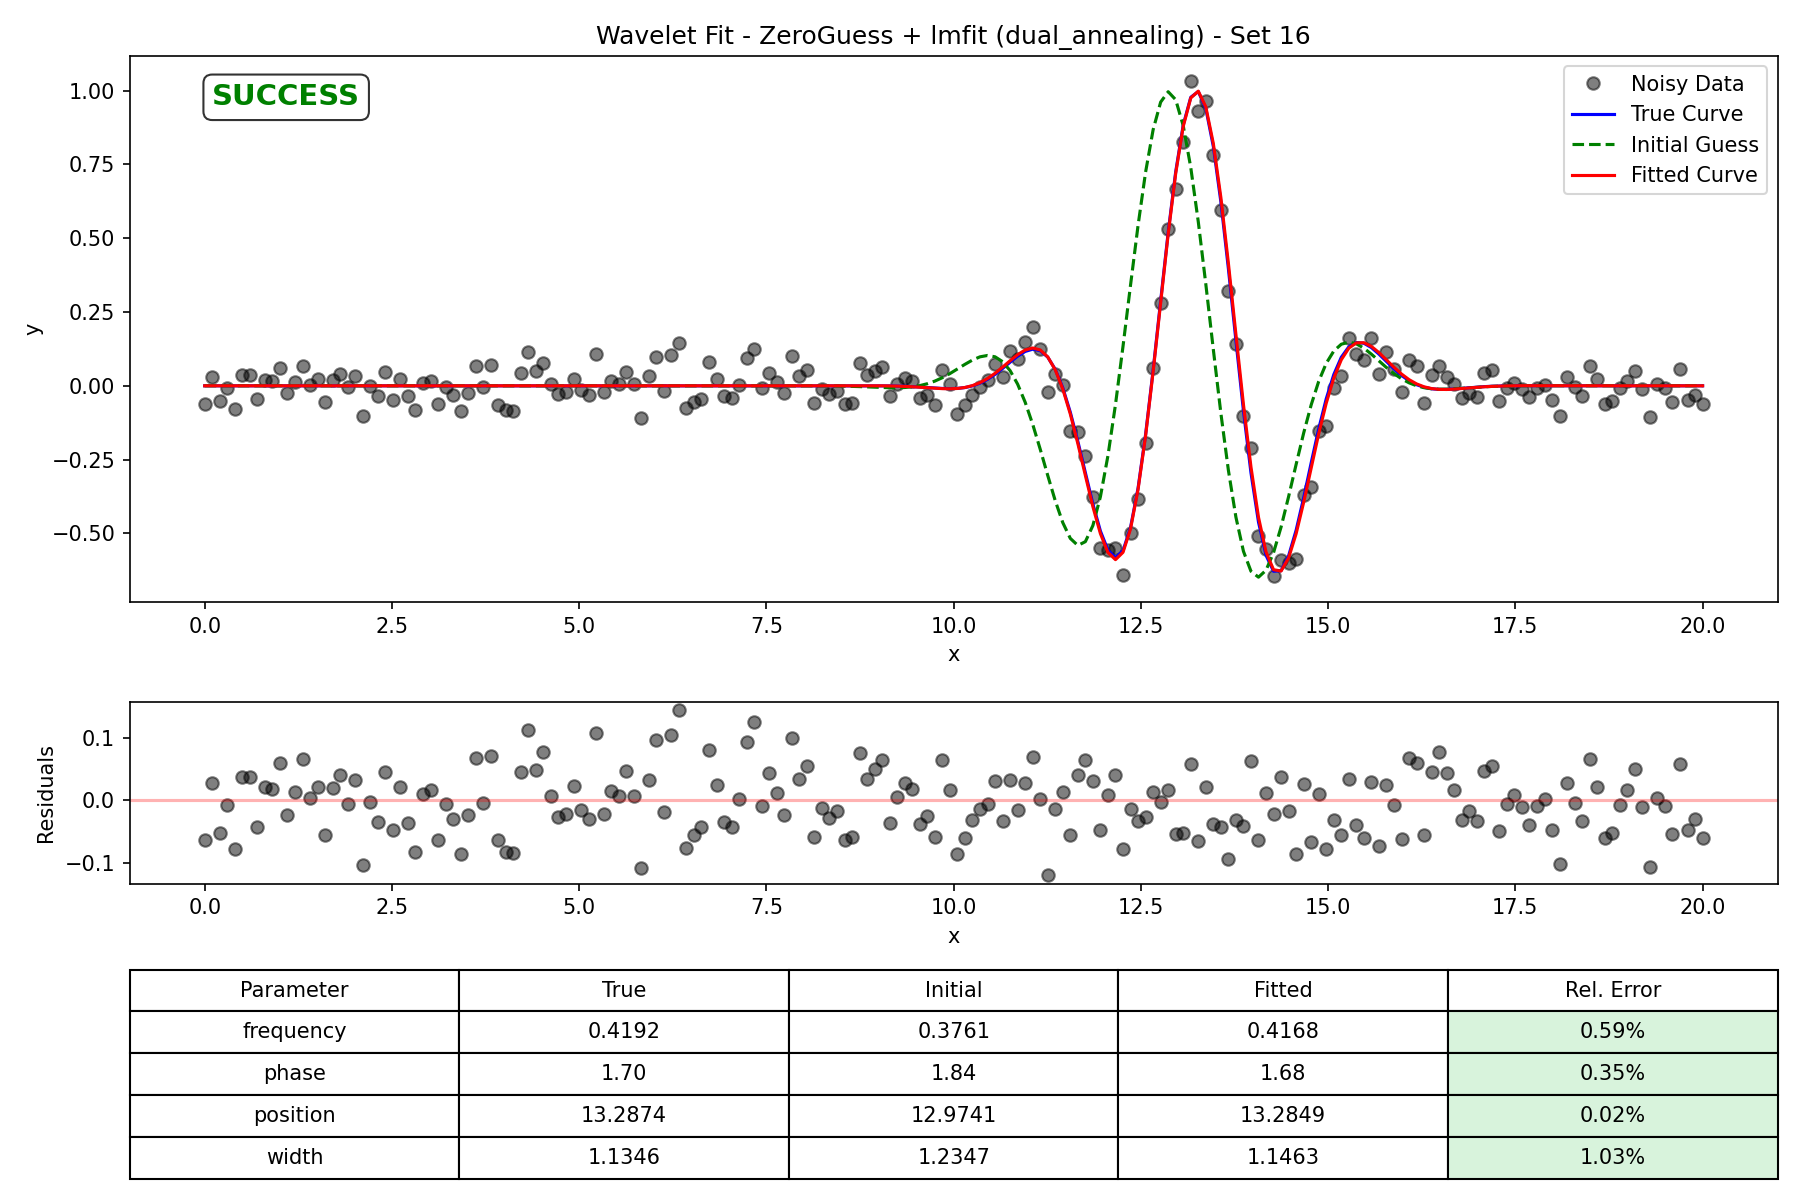 Wavelet Fit - ZeroGuess + lmfit (dual_annealing) - Set 16
SUCCESS
Noisy Data
True Curve
Initial Guess
Fitted Curve
1.00
0.75
0.50
0.25
0.00
−0.25
−0.50
y
0.0 2.5 5.0 7.5 10.0 12.5 15.0 17.5 20.0
x
0.1
0.0
−0.1
Residuals
0.0 2.5 5.0 7.5 10.0 12.5 15.0 17.5 20.0
x
Parameter True Initial Fitted Rel. Error
frequency 0.4192 0.3761 0.4168 0.59%
phase 1.70 1.84 1.68 0.35%
position 13.2874 12.9741 13.2849 0.02%
width 1.1346 1.2347 1.1463 1.03%